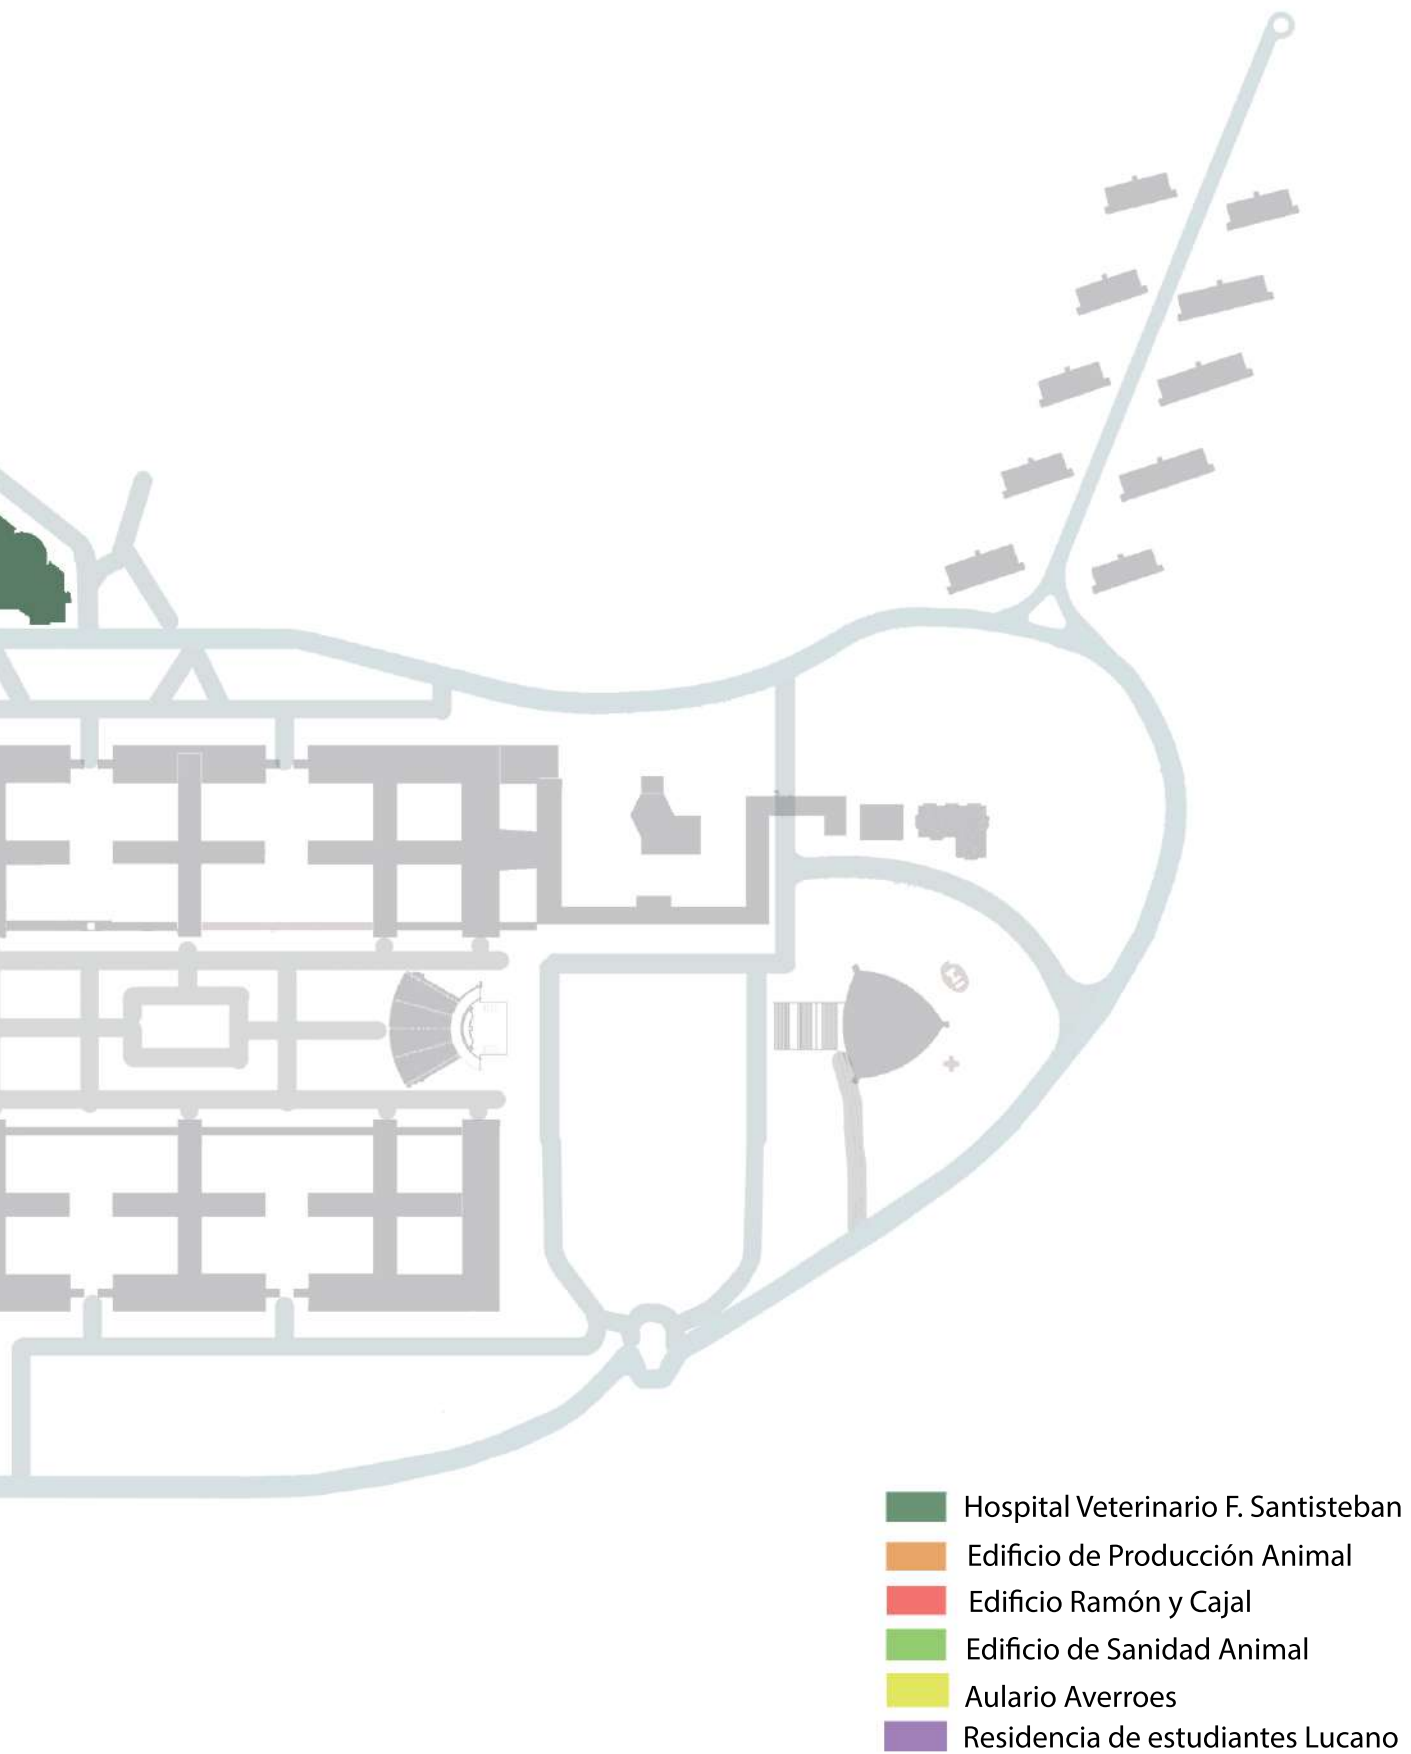 Hospital Veterinario F. Santisteban
Edificio de Producción Animal
Edificio Ramón y Cajal
Edificio de Sanidad Animal
Aulario Averroes
Residencia de estudiantes Lucano